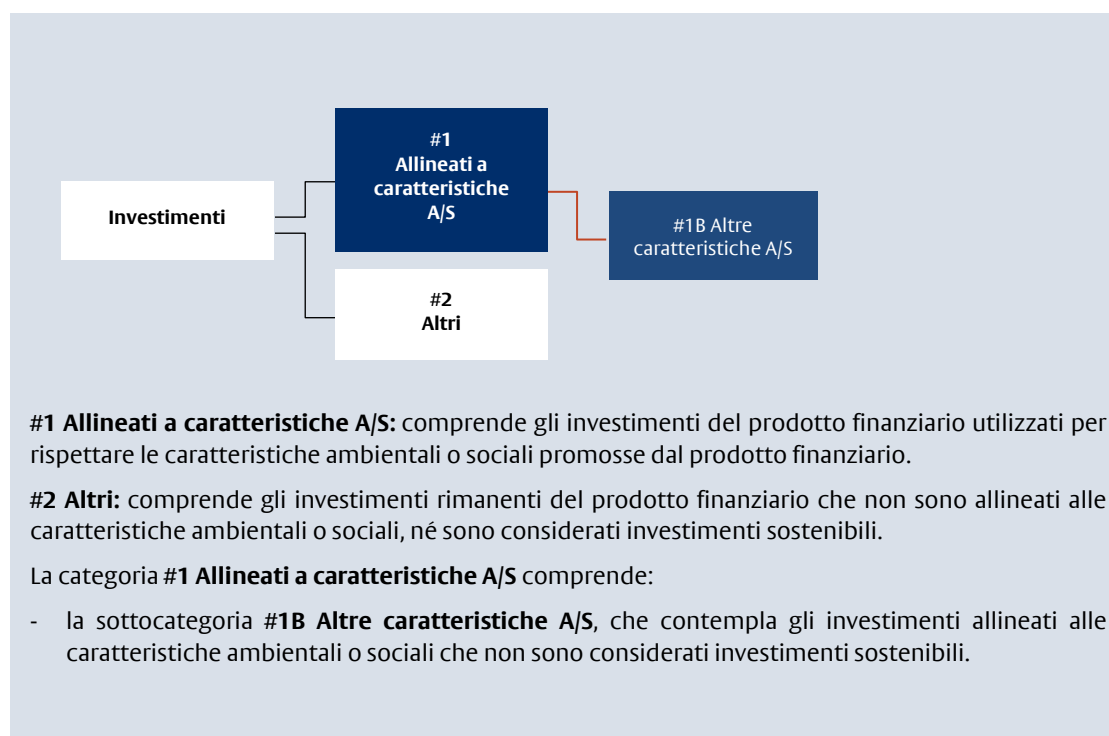 #1
Allineati a
caratteristiche
A/S
Investimenti
#1B Altre
caratteristiche A/S
#2
Altri
#1 Allineati a caratteristiche A/S: comprende gli investimenti del prodotto finanziario utilizzati per
rispettare le caratteristiche ambientali o sociali promosse dal prodotto finanziario.
#2 Altri: comprende gli investimenti rimanenti del prodotto finanziario che non sono allineati alle
caratteristiche ambientali o sociali, né sono considerati investimenti sostenibili.
La categoria #1 Allineati a caratteristiche A/S comprende:
- la sottocategoria #1B Altre caratteristiche A/S, che contempla gli investimenti allineati alle
caratteristiche ambientali o sociali che non sono considerati investimenti sostenibili.